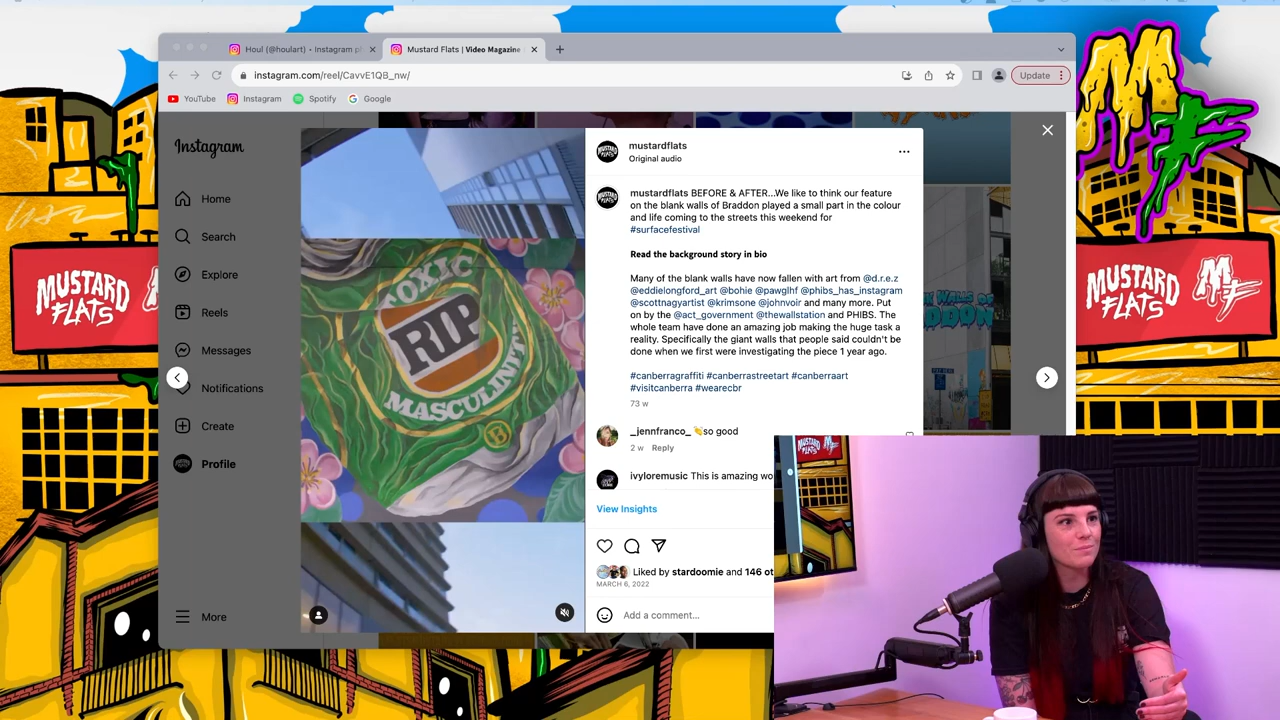 Houl (@houlart) • Instagram p
Mustard Flats | Video Magazine
instagram.com/reel/CavvE1QB_nw/
Update
YouTube
Instagram
Spotify
Google
Instagram
Home
Search
Explore
Reels
Messages
Notifications
Create
Profile
More
TOXIC
RIP
MASCULINITY
B
mustardflats
Original audio
mustardflats BEFORE & AFTER...We like to think our feature
on the blank walls of Braddon played a small part in the colour
and life coming to the streets this weekend for
#surfacefestival
Read the background story in bio
Many of the blank walls have now fallen with art from @d.r.e.z
@eddielongford_art @bohie @pawglhf @phibs_has_instagram
@scottnagyartist @krimsone @johnvoir and many more. Put
on by the @act_government @thewallstation and PHIBS. The
whole team have done an amazing job making the huge task a
reality. Specifically the giant walls that people said couldn't be
done when we first were investigating the piece 1 year ago.
#canberragraffiti #canberrastreetart #canberraart
#visitcanberra #wearecbr
73 w
_jennfranco_ 👏so good
2 w Reply
ivyloremusic This is amazing wo
View Insights
Liked by stardoomie and 146 ot
MARCH 6, 2022
Add a comment...
MUSTARD
FLATS
MF
MUSTARD
FLATS
MF
MUSTARD
FLATS